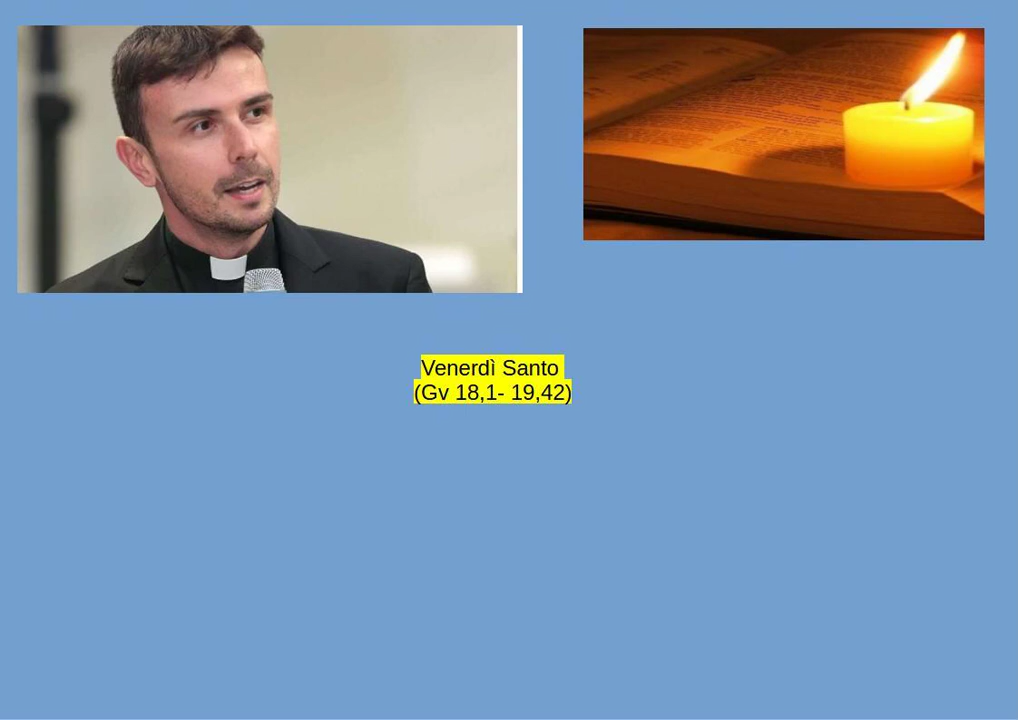 Venerdì Santo
(Gv 18,1- 19,42)